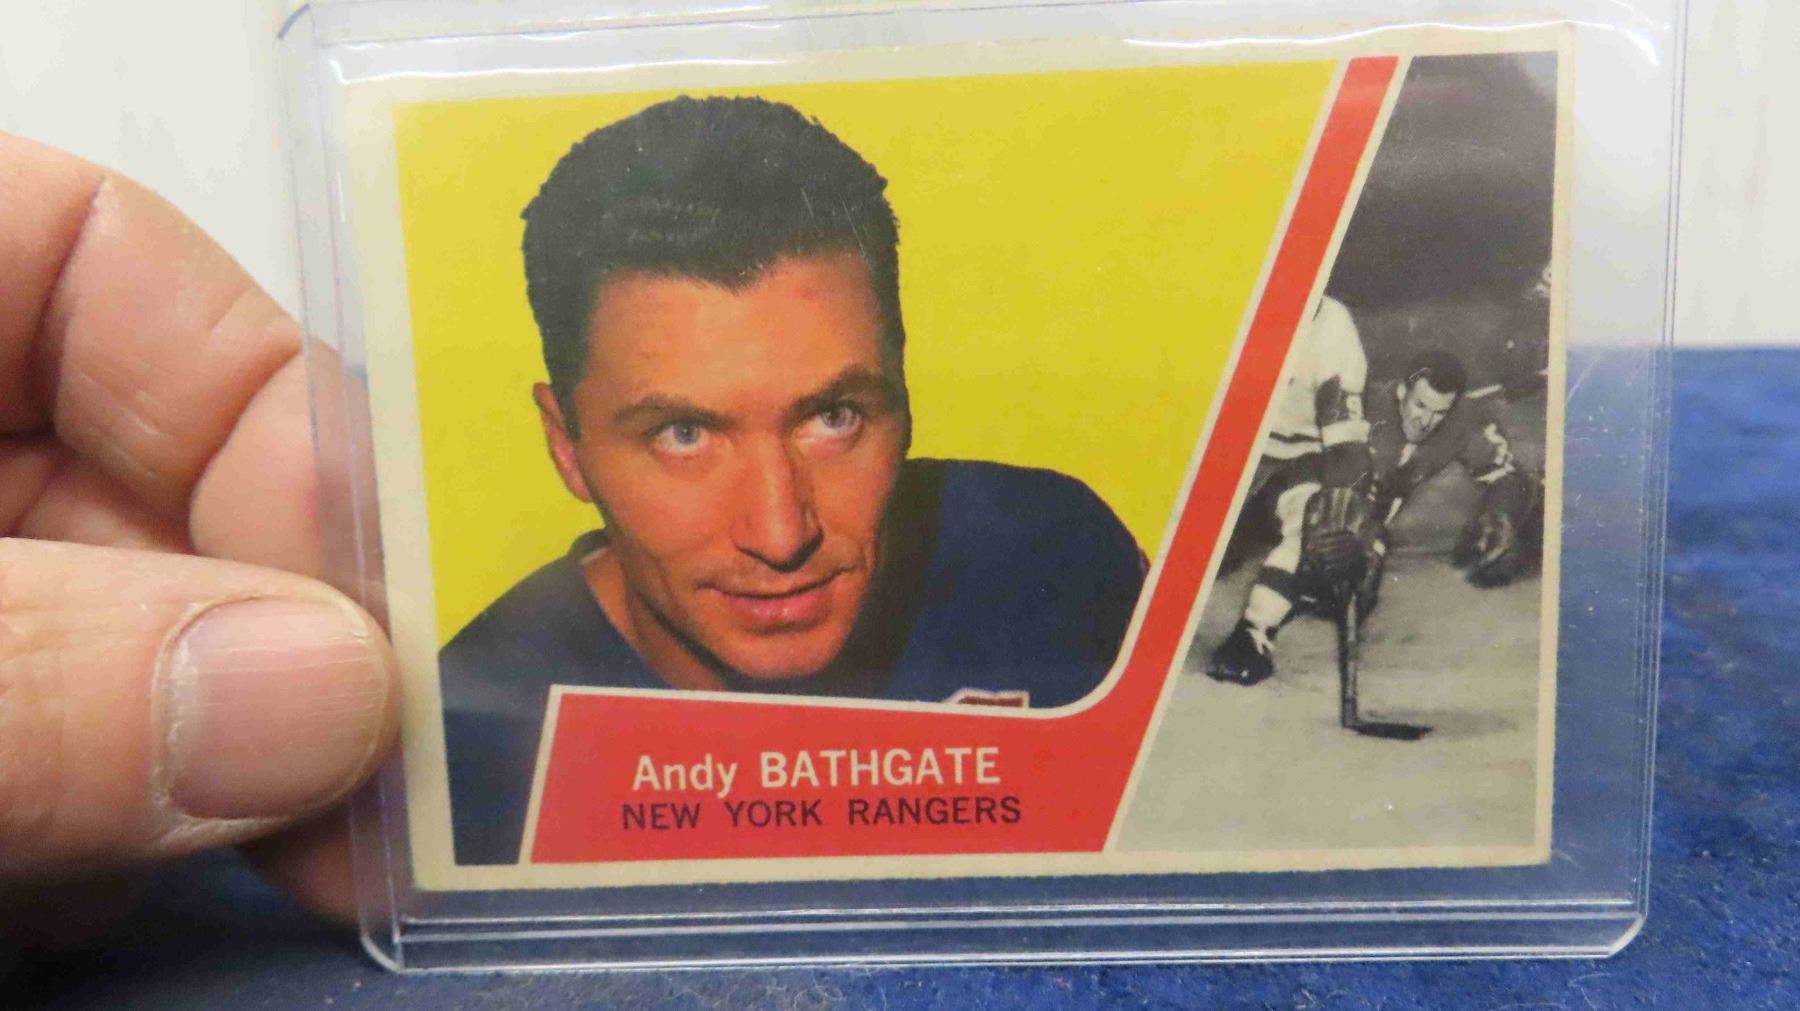 Andy BATHGATE
NEW YORK RANGERS